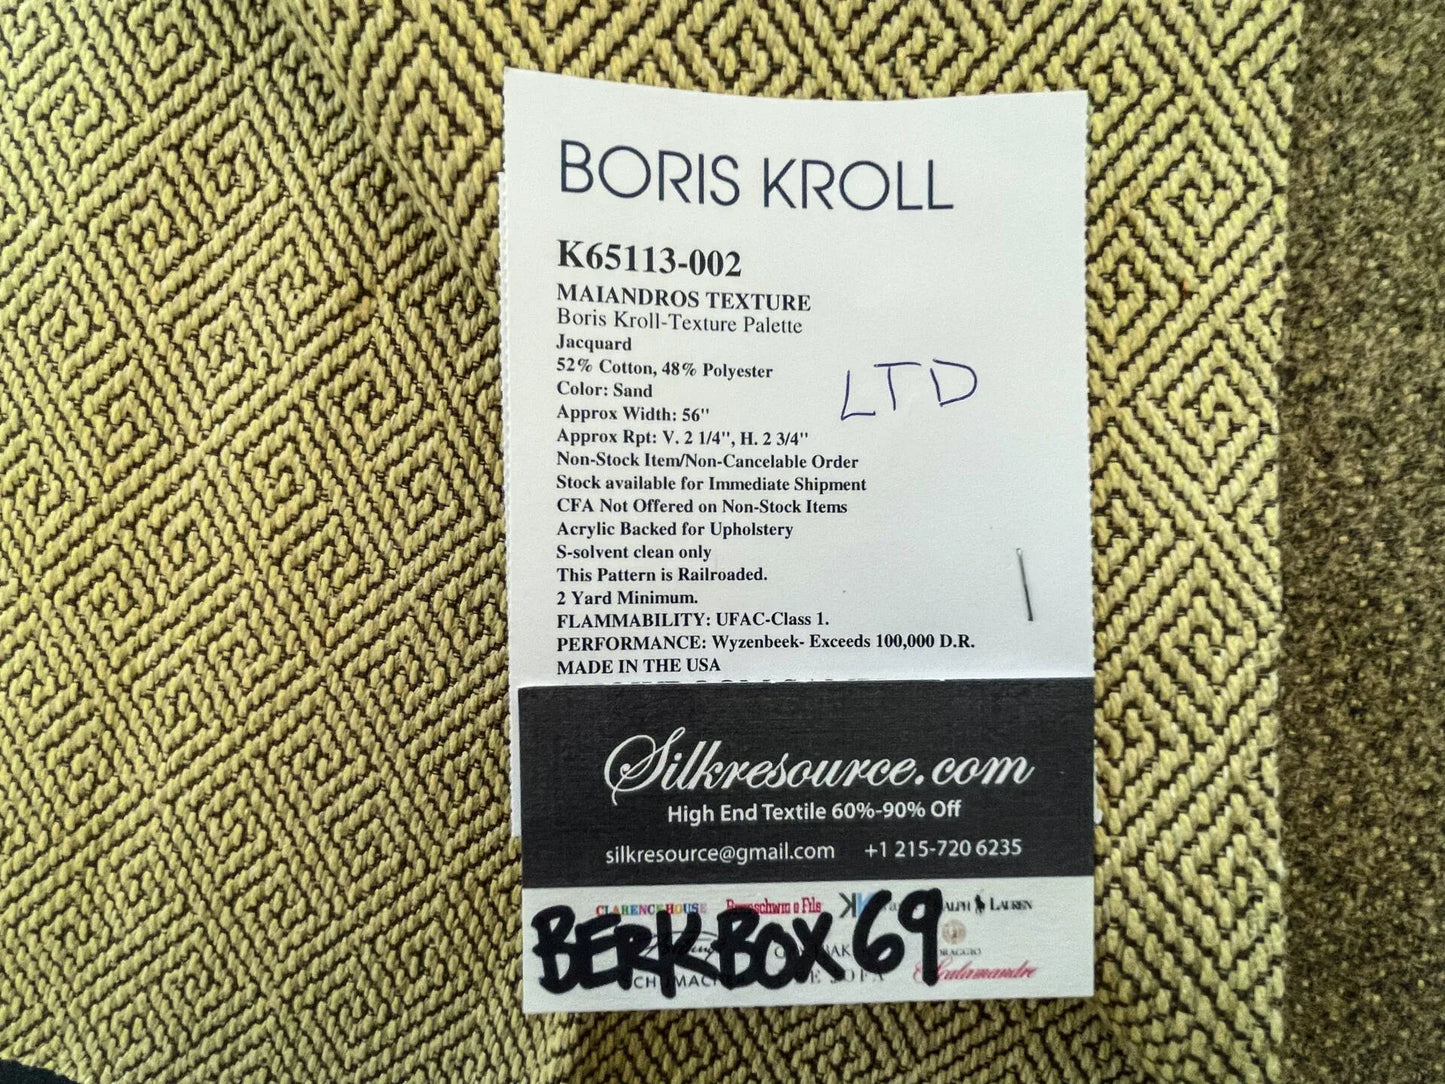 BORIS KROLL
K65113-002
MAIANDROS TEXTURE
Boris Kroll-Texture Palette
Jacquard
52% Cotton, 48% Polyester
Color: Sand
LTD
Approx Width: 56"
Approx Rpt: V. 2 1/4", H. 2 3/4"
Non-Stock Item/Non-Cancelable Order
Stock available for Immediate Shipment
CFA Not Offered on Non-Stock Items
Acrylic Backed for Upholstery
S-solvent clean only
This Pattern is Railroaded.
2 Yard Minimum.
FLAMMABILITY: UFAC-Class 1.
PERFORMANCE: Wyzenbeek- Exceeds 100,000 D.R.
MADE IN THE USA
Silkresource.com
High End Textile 60%-90% Off
silkresource@gmail.com +1 215-720 6235
CLARENCE HOUSE LAUREN
BERK BOX 69
Scalamandre